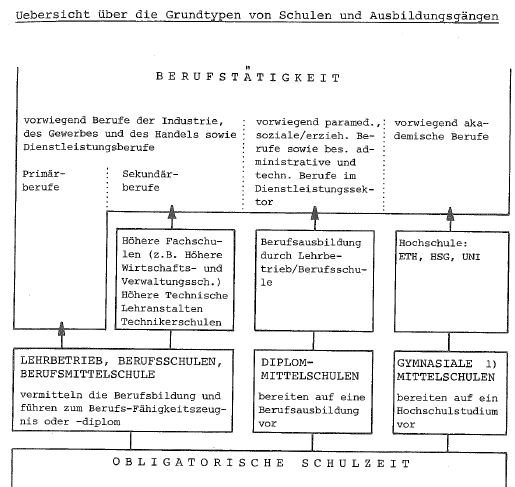 Uebersicht über die Grundtypen von Schulen und Ausbildungsgängen
BERUFSTÄTIGKEIT
vorwiegend Berufe der Industrie,
des Gewerbes und des Handels sowie
Dienstleistungsberufe
Primär-
berufe
Sekundär-
berufe
vorwiegend paramed.,
soziale/erzieh. Be-
rufe sowie bes. ad-
ministrative und
techn. Berufe im
Dienstleistungssek-
tor
vorwiegend aka-
demische Berufe
Höhere Fachschu-
len (z.B. Höhere
Wirtschafts- und
Verwaltungssch.)
Höhere Technische
Lehranstalten
Technikerschulen
Berufsausbildung
durch Lehrbe-
trieb/Berufsschu-
le
Hochschule:
ETH, HSG, UNI
LEHRBETRIEB, BERUFSSCHULEN,
BERUFSMITTELSCHULE
vermitteln die Berufsbildung und
führen zum Berufs-Fähigkeitszeug-
nis oder -diplom
DIPLOM-
MITTELSCHULEN
bereiten auf eine
Berufsausbildung
vor
GYMNASIALE 1)
MITTELSCHULEN
bereiten auf ein
Hochschulstudium
vor
OBLIGATORISCHE SCHULZEIT